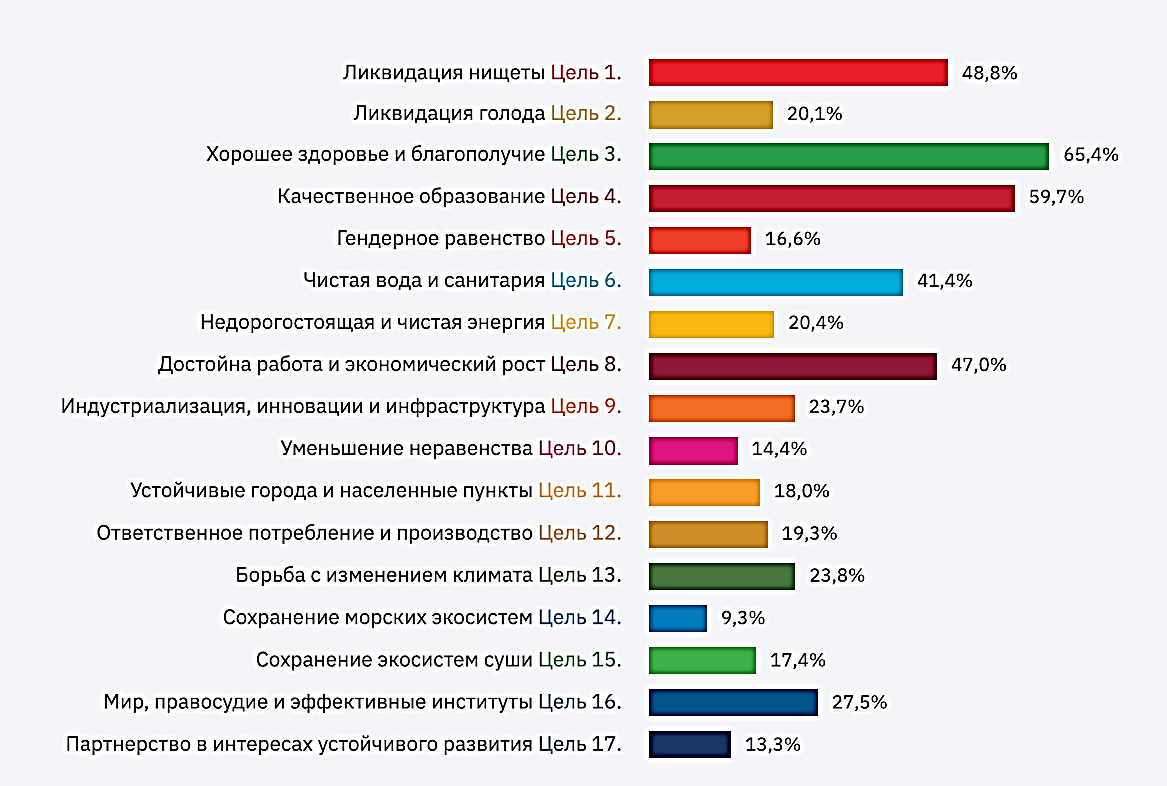 Ликвидация нищеты Цель 1. 48,8%
Ликвидация голода Цель 2. 20,1%
Хорошее здоровье и благополучие Цель 3. 65,4%
Качественное образование Цель 4. 59,7%
Гендерное равенство Цель 5. 16,6%
Чистая вода и санитария Цель 6. 41,4%
Недорогостоящая и чистая энергия Цель 7. 20,4%
Достойна работа и экономический рост Цель 8. 47,0%
Индустриализация, инновации и инфраструктура Цель 9. 23,7%
Уменьшение неравенства Цель 10. 14,4%
Устойчивые города и населенные пункты Цель 11. 18,0%
Ответственное потребление и производство Цель 12. 19,3%
Борьба с изменением климата Цель 13. 23,8%
Сохранение морских экосистем Цель 14. 9,3%
Сохранение экосистем суши Цель 15. 17,4%
Мир, правосудие и эффективные институты Цель 16. 27,5%
Партнерство в интересах устойчивого развития Цель 17. 13,3%